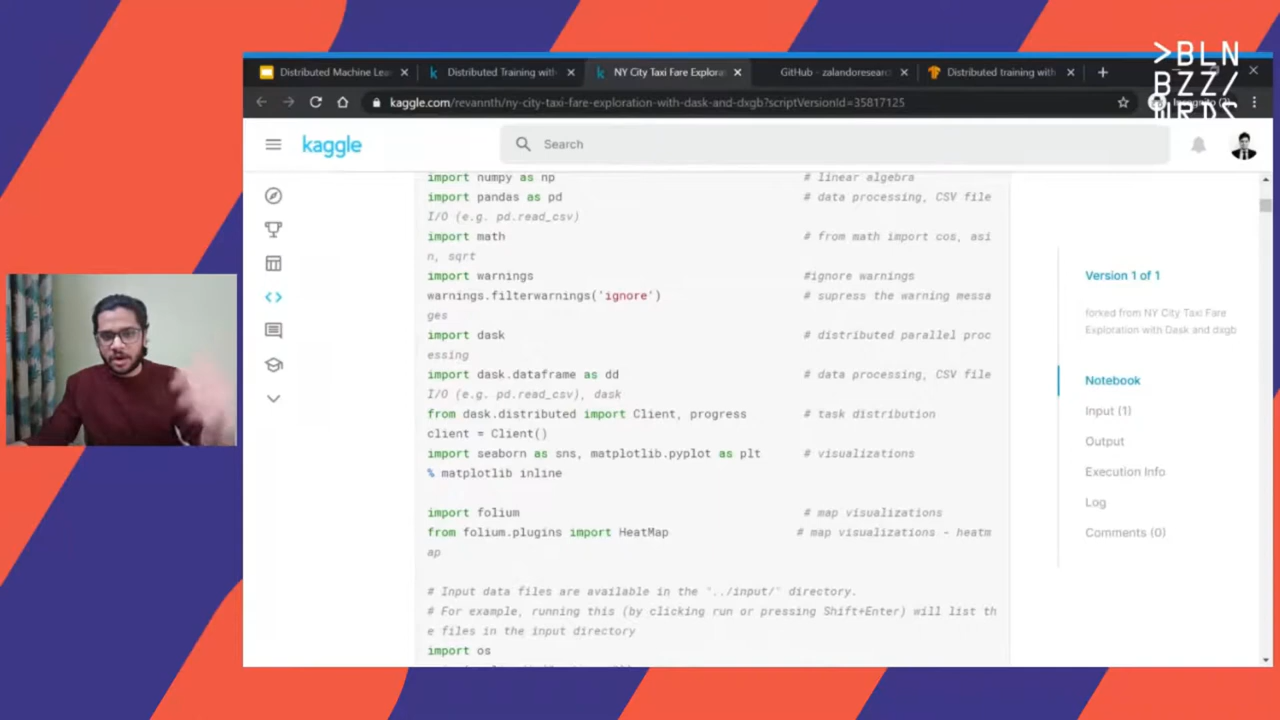 >BLN
BZZ/
WRDS
Distributed Machine Lea
Distributed Training with
NY City Taxi Fare Explora
GitHub - zalandoresearc
Distributed training with
kaggle.com/revannth/ny-city-taxi-fare-exploration-with-dask-and-dxgb?scriptVersionId=35817125
kaggle
Search
import numpy as np # linear algebra
import pandas as pd # data processing, CSV file
I/O (e.g. pd.read_csv)
import math # from math import cos, asi
n, sqrt
import warnings #ignore warnings
warnings.filterwarnings('ignore') # supress the warning messa
ges
import dask # distributed parallel proc
essing
import dask.dataframe as dd # data processing, CSV file
I/O (e.g. pd.read_csv), dask
from dask.distributed import Client, progress # task distribution
client = Client()
import seaborn as sns, matplotlib.pyplot as plt # visualizations
% matplotlib inline
import folium # map visualizations
from folium.plugins import HeatMap # map visualizations - heatm
ap
# Input data files are available in the "../input/" directory.
# For example, running this (by clicking run or pressing Shift+Enter) will list th
e files in the input directory
import os
Version 1 of 1
forked from NY City Taxi Fare
Exploration with Dask and dxgb
Notebook
Input (1)
Output
Execution Info
Log
Comments (0)